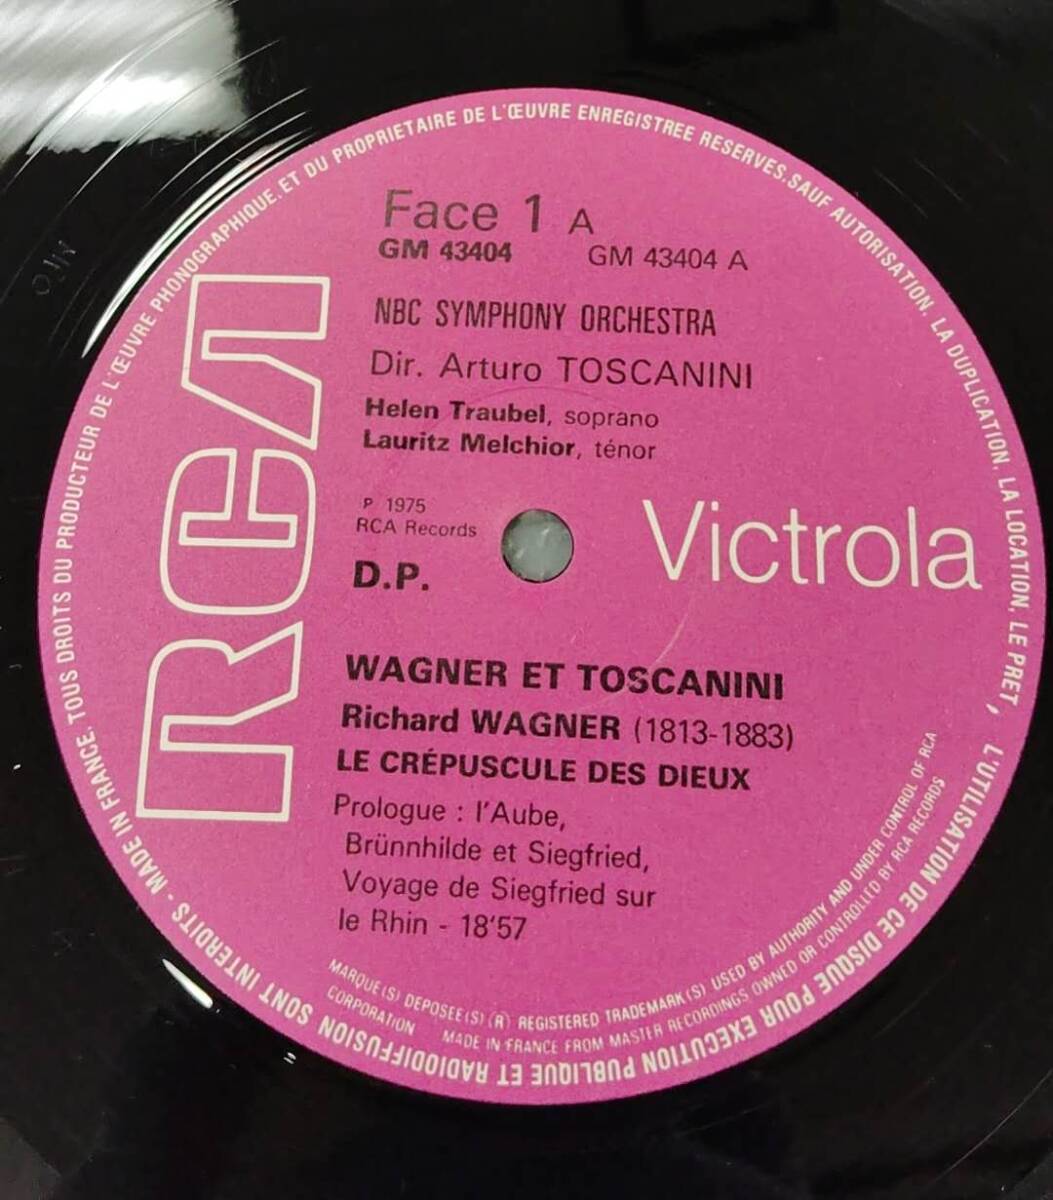 Face 1 A
GM 43404 GM 43404 A
NBC SYMPHONY ORCHESTRA
Dir. Arturo TOSCANINI
Helen Traubel, soprano
Lauritz Melchior, ténor
P 1975
RCA Records
D.P.
RCA
Victrola
WAGNER ET TOSCANINI
Richard WAGNER (1813-1883)
LE CRÉPUSCULE DES DIEUX
Prologue : l'Aube,
Brünnhilde et Siegfried,
Voyage de Siegfried sur
le Rhin - 18'57
MARQUE(S) DEPOSEE(S) (R) REGISTERED TRADEMARK(S) USED BY AUTHORITY AND UNDER CONTROL OF RCA
CORPORATION MADE IN FRANCE FROM MASTER RECORDINGS OWNED OR CONTROLLED BY RCA RECORDS
MADE IN FRANCE. TOUS DROITS DU PRODUCTEUR DE L'ŒUVRE PHONOGRAPHIQUE. ET DU PROPRIETAIRE DE L'ŒUVRE ENREGISTREE RESERVES. SAUF AUTORISATION. LA DUPLICATION. LA LOCATION, LE PRET, L'UTILISATION DE CE DISQUE POUR EXECUTION PUBLIQUE ET RADIODIFFUSION SONT INTERDITS -